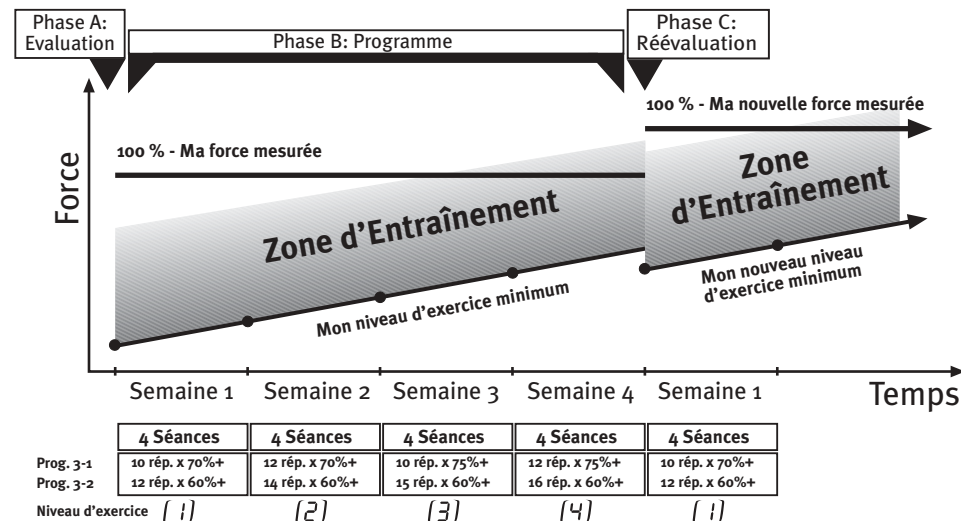 Phase A:
Evaluation
Phase B: Programme
Phase C:
Réévaluation
100 % - Ma nouvelle force mesurée
100 % - Ma force mesurée
Force
Zone d'Entraînement
Zone
d'Entraînement
Mon niveau d'exercice minimum
Mon nouveau niveau
d'exercice minimum
Semaine 1 Semaine 2 Semaine 3 Semaine 4 Semaine 1
Temps
4 Séances 4 Séances 4 Séances 4 Séances 4 Séances
Prog. 3-1 10 rép. x 70%+ 12 rép. x 70%+ 10 rép. x 75%+ 12 rép. x 75%+ 10 rép. x 70%+
Prog. 3-2 12 rép. x 60%+ 14 rép. x 60%+ 15 rép. x 60%+ 16 rép. x 60%+ 12 rép. x 60%+
Niveau d'exercice (1) (2) (3) (4) (1)